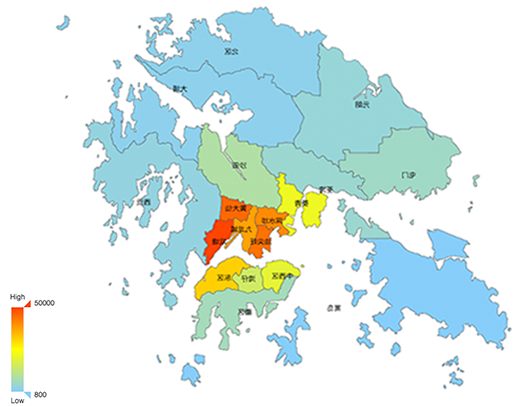 北区
大埔
元朗
屯门
沙田
西贡
荃湾
葵青
黄大仙
深水埗
九龙城
观塘
油尖旺
东区
湾仔
中西区
南区
离岛
High
50000
800
Low